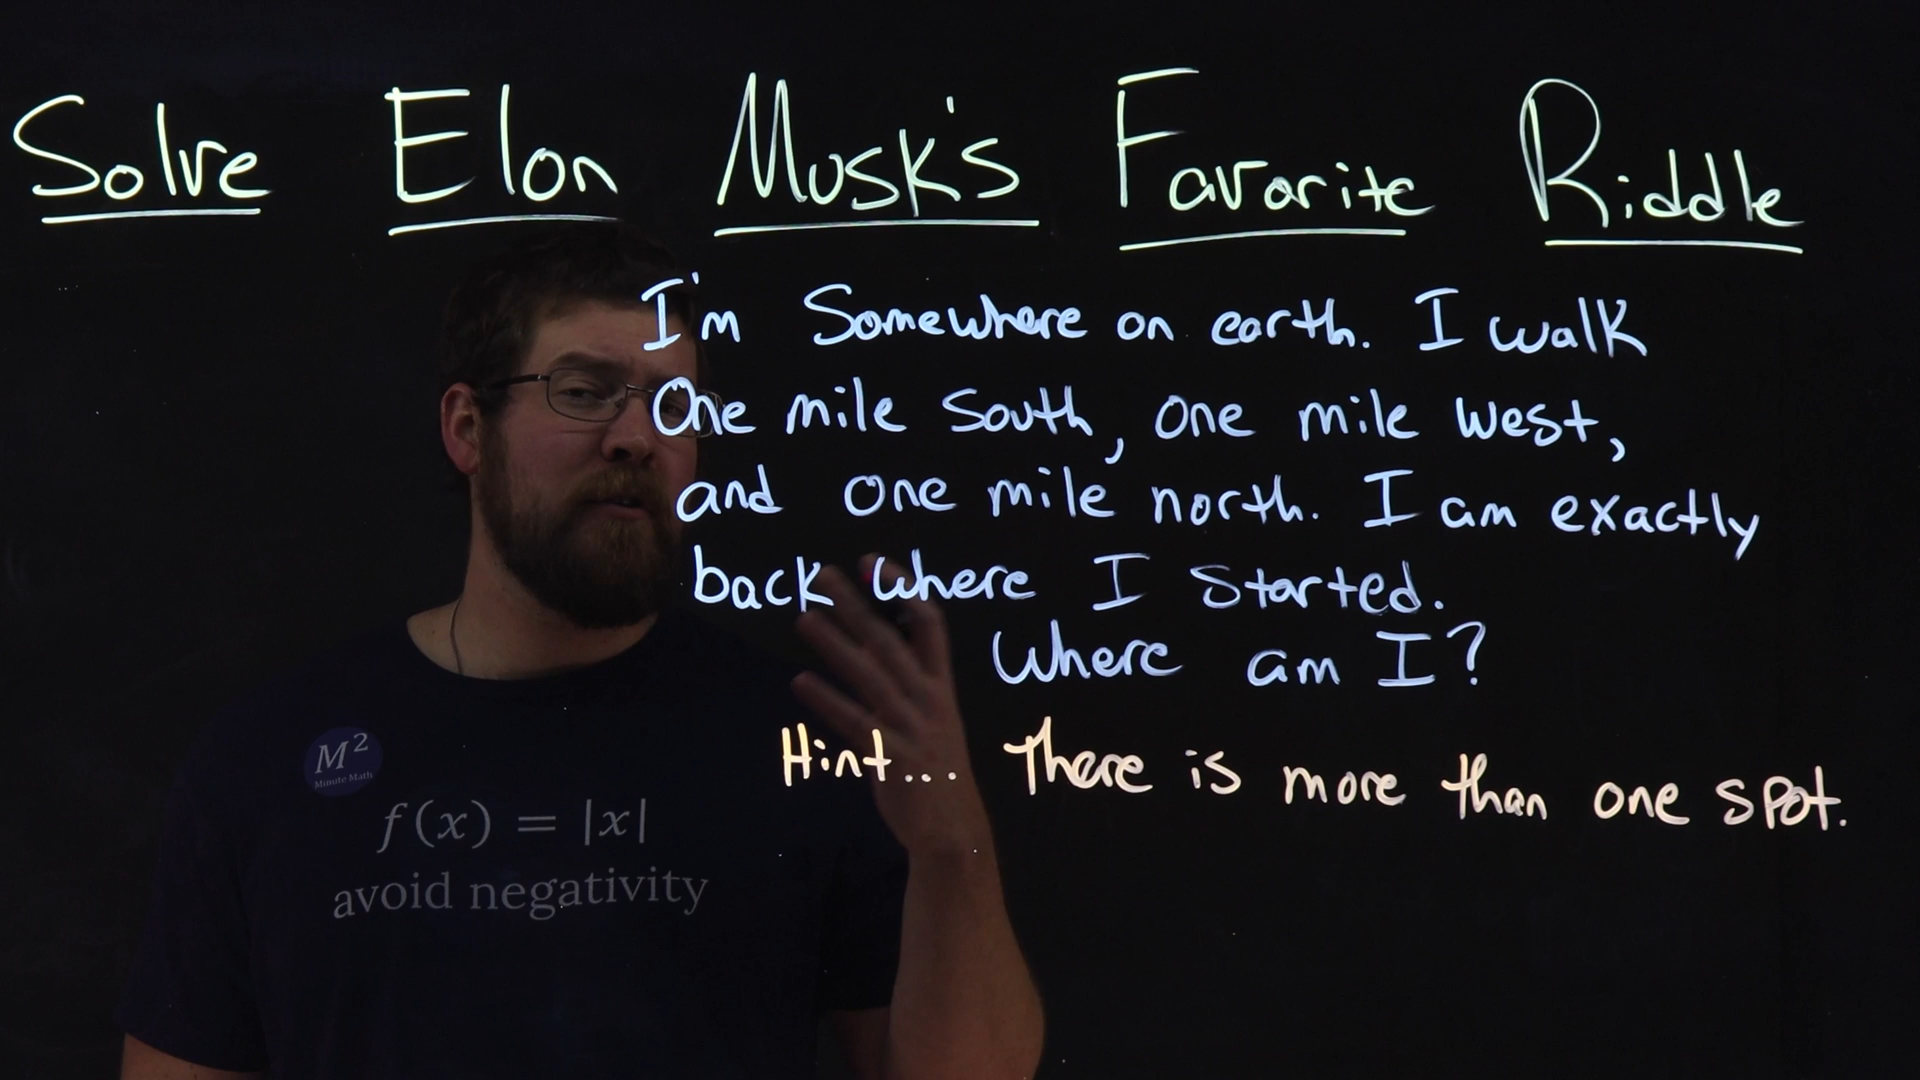 Solve Elon Musk's Favorite Riddle
I'm Somewhere on earth. I walk
One mile South, one mile west,
and one mile north. I am exactly
back where I started.
Where am I?
Hint... There is more than one spot.
M²
Minute Math
f(x) = |x|
avoid negativity